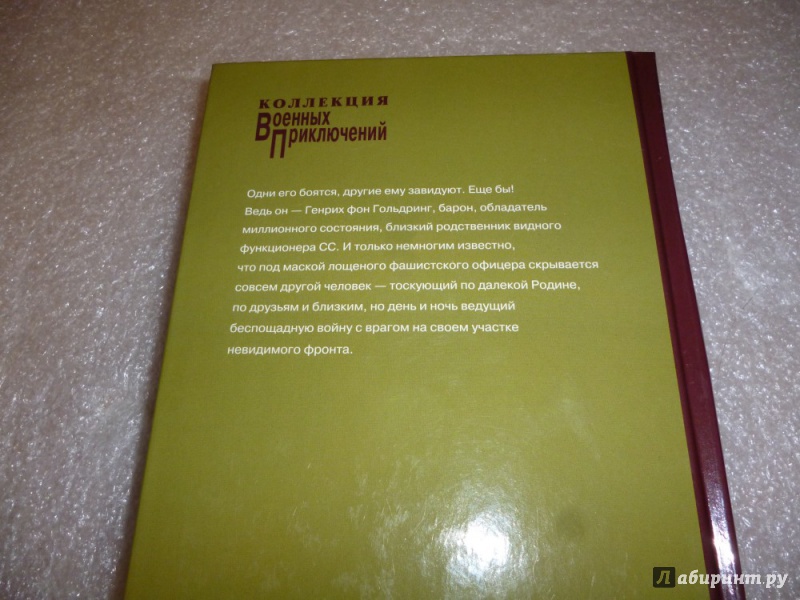 КОЛЛЕКЦИЯ
Военных
Приключений
Одни его боятся, другие ему завидуют. Еще бы!
Ведь он — Генрих фон Гольдринг, барон, обладатель
миллионного состояния, близкий родственник видного
функционера СС. И только немногим известно,
что под маской лощеного фашистского офицера скрывается
совсем другой человек — тоскующий по далекой Родине,
по друзьям и близким, но день и ночь ведущий
беспощадную войну с врагом на своем участке
невидимого фронта.
Лабиринт.ру